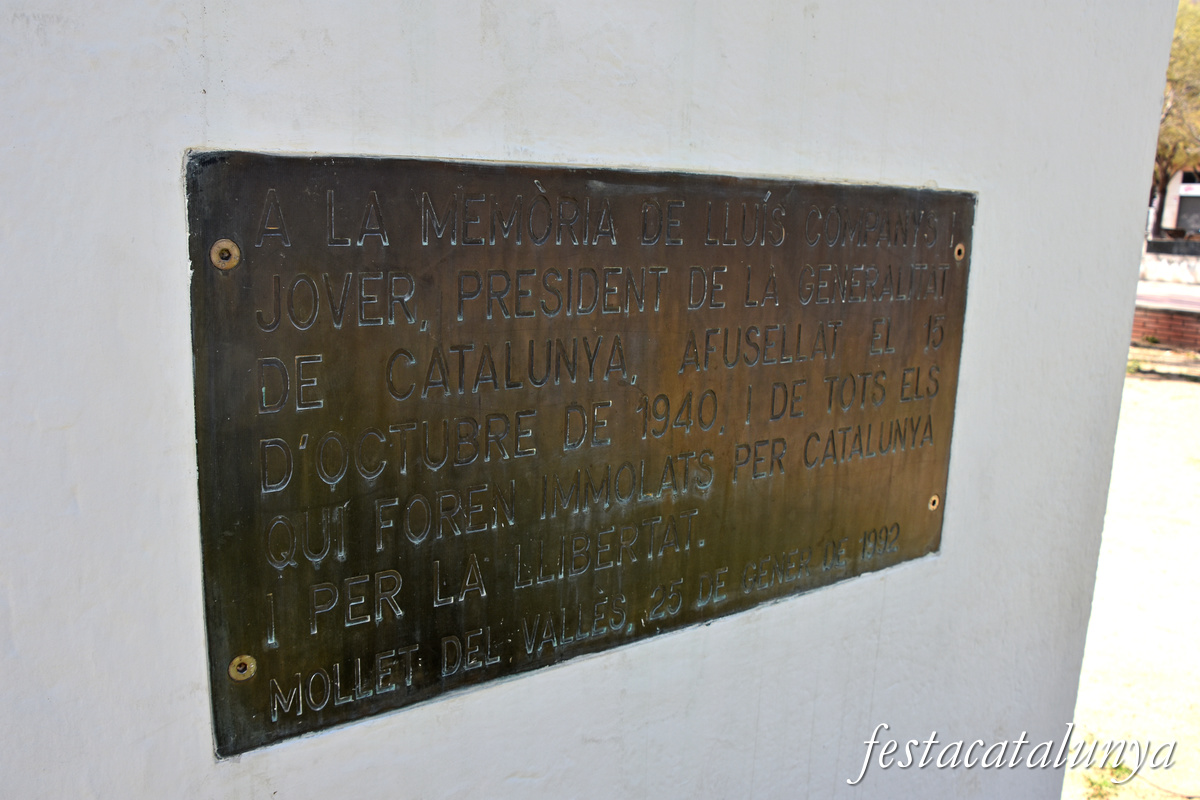 A LA MEMÒRIA DE LLUÍS COMPANYS I
JOVER, PRESIDENT DE LA GENERALITAT
DE CATALUNYA, AFUSELLAT EL 15
D'OCTUBRE DE 1940, I DE TOTS ELS
QUI FOREN IMMOLATS PER CATALUNYA
I PER LA LLIBERTAT.
MOLLET DEL VALLÈS, 25 DE GENER DE 1992
festacatalunya